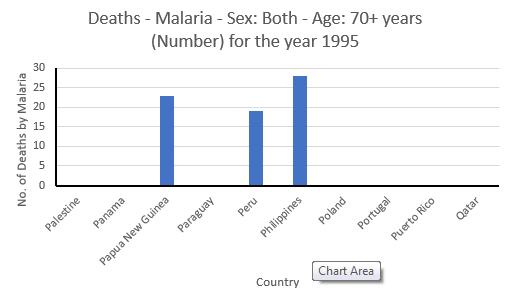 Deaths - Malaria - Sex: Both - Age: 70+ years
(Number) for the year 1995
No. of Deaths by Malaria
30
25
20
15
10
5
0
Palestine
Panama
Papua New Guinea
Paraguay
Peru
Philippines
Poland
Portugal
Puerto Rico
Qatar
Chart Area
Country